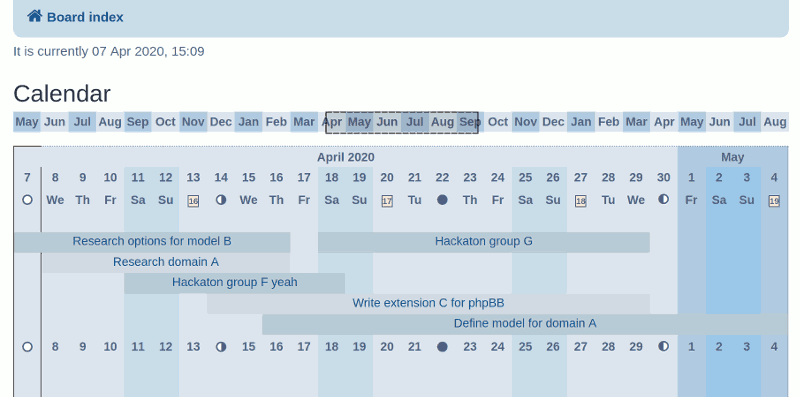 Board index
It is currently 07 Apr 2020, 15:09
Calendar
May Jun Jul Aug Sep Oct Nov Dec Jan Feb Mar Apr May Jun Jul Aug Sep Oct Nov Dec Jan Feb Mar Apr May Jun Jul Aug
April 2020 May
7 8 9 10 11 12 13 14 15 16 17 18 19 20 21 22 23 24 25 26 27 28 29 30 1 2 3 4
We Th Fr Sa Su 16 We Th Fr Sa Su 17 Tu Th Fr Sa Su 18 Tu We Fr Sa Su 19
Research options for model B Hackaton group G
Research domain A
Hackaton group F yeah
Write extension C for phpBB
Define model for domain A
8 9 10 11 12 13 15 16 17 18 19 20 21 23 24 25 26 27 28 29 1 2 3 4